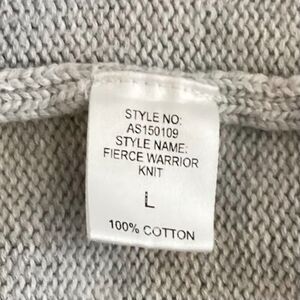 STYLE NO:
AS150109
STYLE NAME:
FIERCE WARRIOR
KNIT
L
100% COTTON